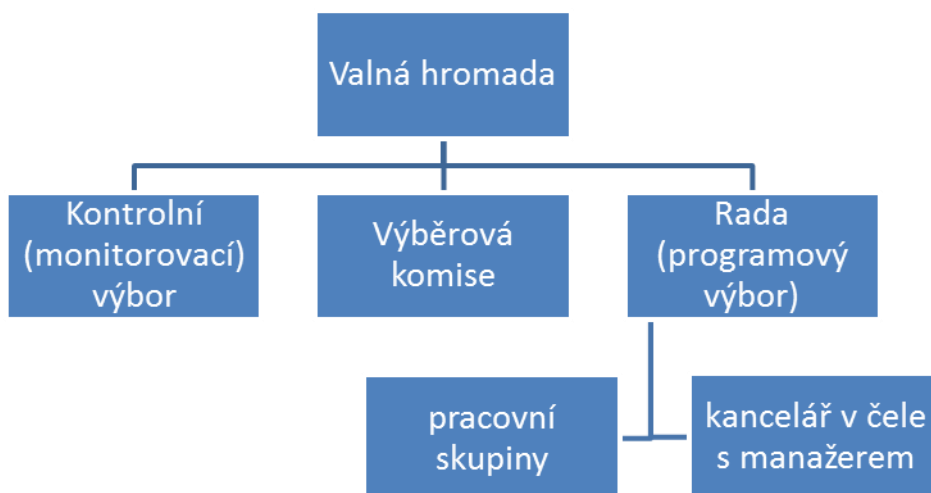 Valná hromada
Kontrolní
(monitorovací)
výbor
Výběrová
komise
Rada
(programový
výbor)
pracovní
skupiny
kancelář v čele
s manažerem